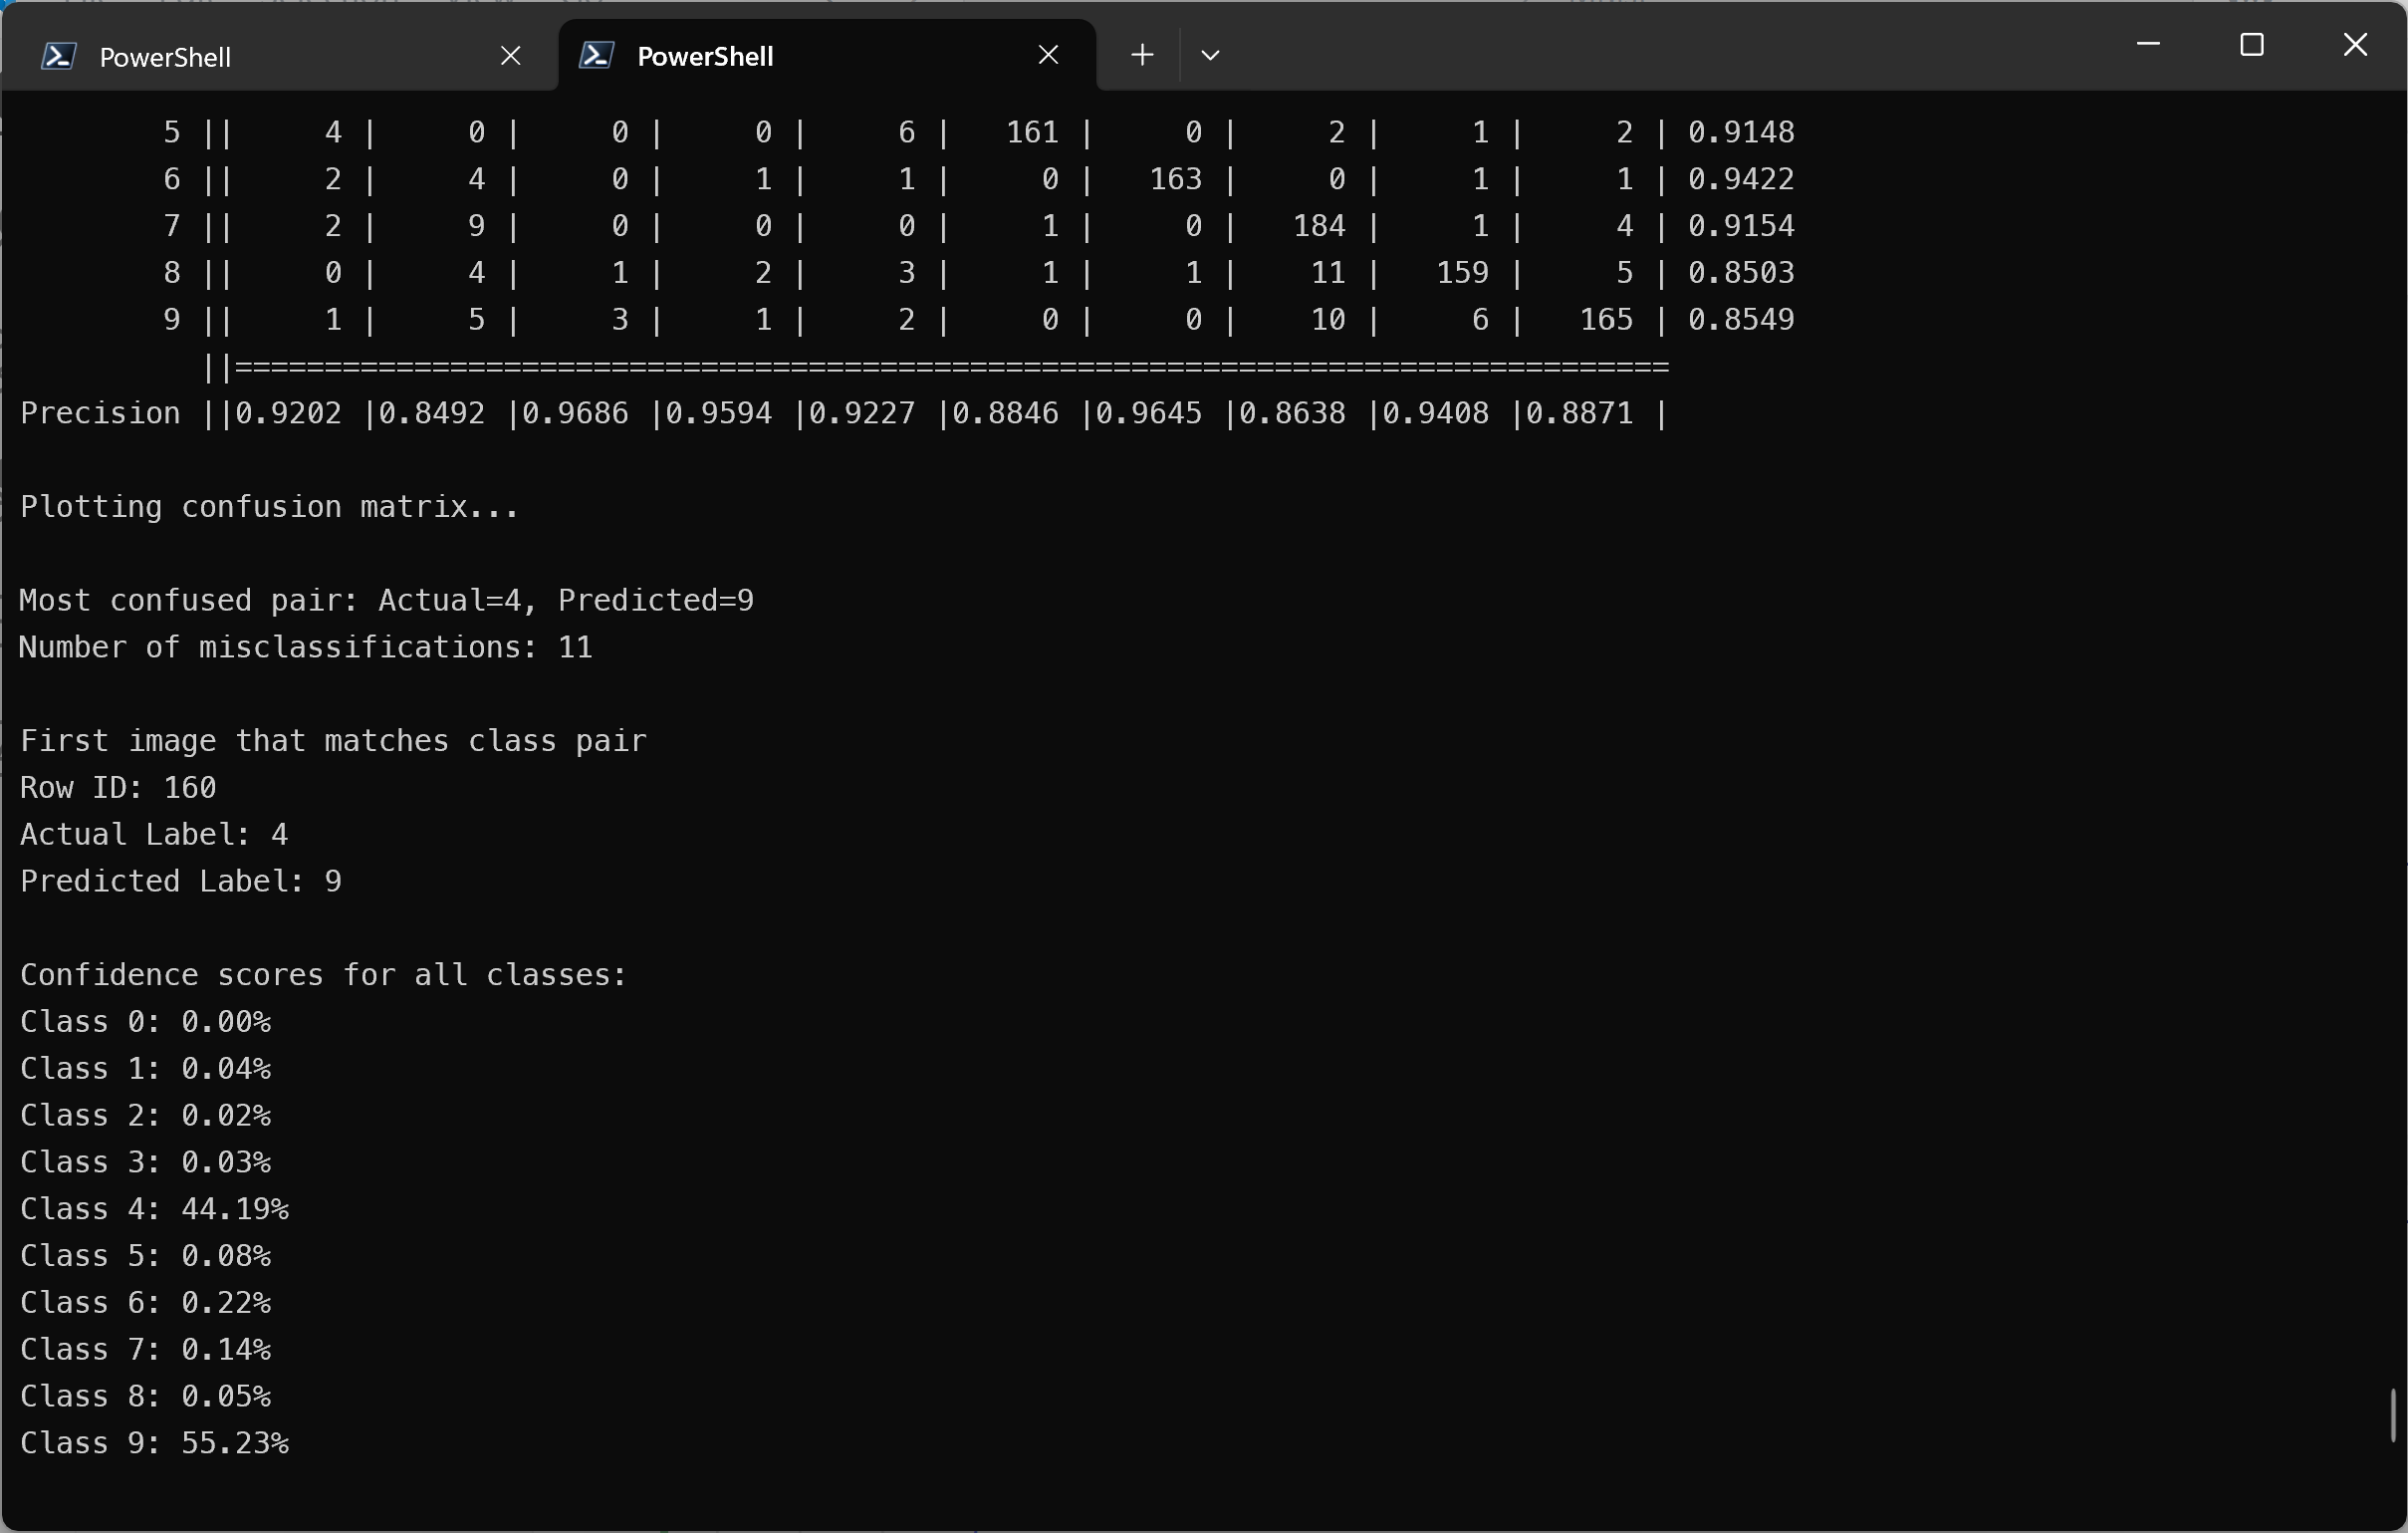 PowerShell
PowerShell
5 || 4 | 0 | 0 | 0 | 6 | 161 | 0 | 2 | 1 | 2 | 0.9148
6 || 2 | 4 | 0 | 1 | 1 | 0 | 163 | 0 | 1 | 1 | 0.9422
7 || 2 | 9 | 0 | 0 | 0 | 1 | 0 | 184 | 1 | 4 | 0.9154
8 || 0 | 4 | 1 | 2 | 3 | 1 | 1 | 11 | 159 | 5 | 0.8503
9 || 1 | 5 | 3 | 1 | 2 | 0 | 0 | 10 | 6 | 165 | 0.8549
||================================================================================
Precision ||0.9202 |0.8492 |0.9686 |0.9594 |0.9227 |0.8846 |0.9645 |0.8638 |0.9408 |0.8871 |
Plotting confusion matrix...
Most confused pair: Actual=4, Predicted=9
Number of misclassifications: 11
First image that matches class pair
Row ID: 160
Actual Label: 4
Predicted Label: 9
Confidence scores for all classes:
Class 0: 0.00%
Class 1: 0.04%
Class 2: 0.02%
Class 3: 0.03%
Class 4: 44.19%
Class 5: 0.08%
Class 6: 0.22%
Class 7: 0.14%
Class 8: 0.05%
Class 9: 55.23%